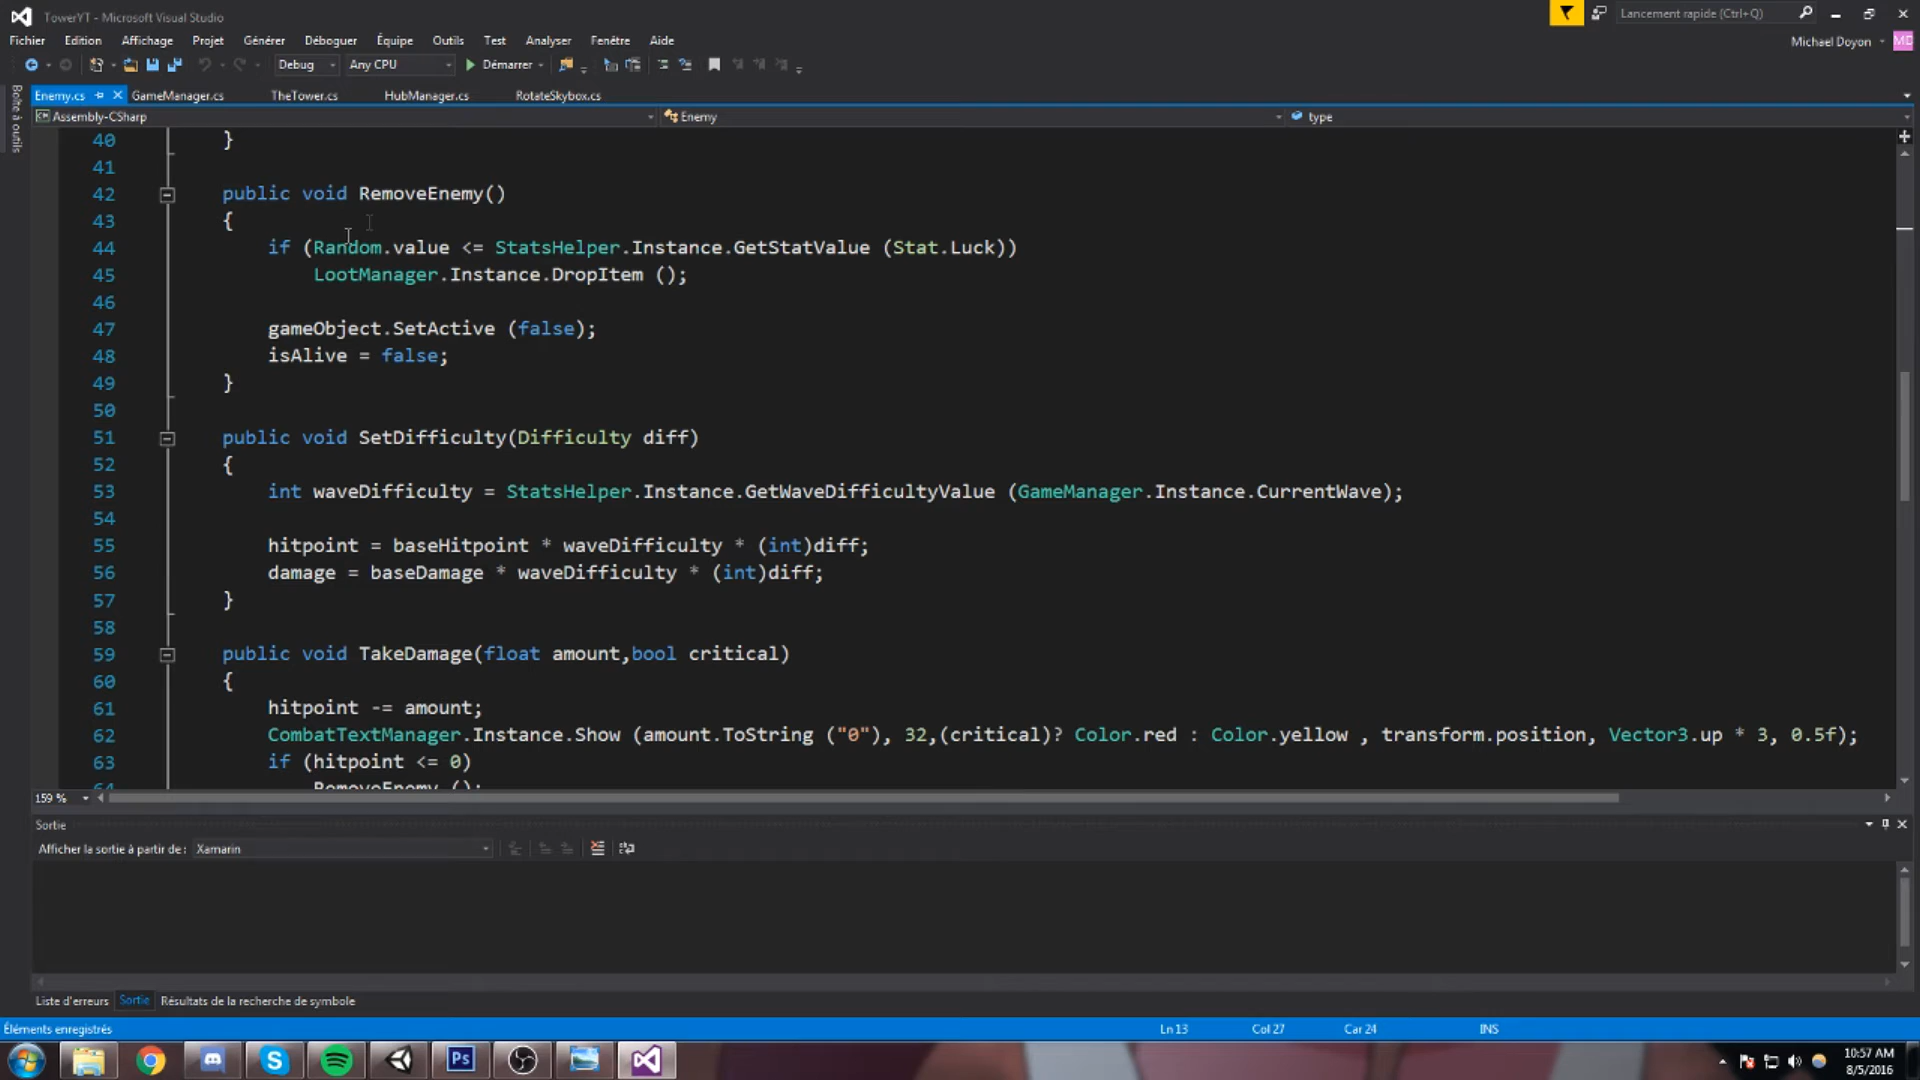 TowerYT - Microsoft Visual Studio
Lancement rapide (Ctrl+Q)
Fichier Edition Affichage Projet Générer Déboguer Équipe Outils Test Analyser Fenêtre Aide
Michael Doyon MD
Debug Any CPU Démarrer
Boîte à outils
Enemy.cs GameManager.cs TheTower.cs HubManager.cs RotateSkybox.cs
Assembly-CSharp Enemy type
40 }
41
42 public void RemoveEnemy()
43 {
44 if (Random.value <= StatsHelper.Instance.GetStatValue (Stat.Luck))
45 LootManager.Instance.DropItem ();
46
47 gameObject.SetActive (false);
48 isAlive = false;
49 }
50
51 public void SetDifficulty(Difficulty diff)
52 {
53 int waveDifficulty = StatsHelper.Instance.GetWaveDifficultyValue (GameManager.Instance.CurrentWave);
54
55 hitpoint = baseHitpoint * waveDifficulty * (int)diff;
56 damage = baseDamage * waveDifficulty * (int)diff;
57 }
58
59 public void TakeDamage(float amount,bool critical)
60 {
61 hitpoint -= amount;
62 CombatTextManager.Instance.Show (amount.ToString ("0"), 32,(critical)? Color.red : Color.yellow , transform.position, Vector3.up * 3, 0.5f);
63 if (hitpoint <= 0)
64 RemoveEnemy ();
159 %
Sortie
Afficher la sortie à partir de : Xamarin
Liste d'erreurs Sortie Résultats de la recherche de symbole
Éléments enregistrés Ln 13 Col 27 Car 24 INS
Ps
10:57 AM
8/5/2016